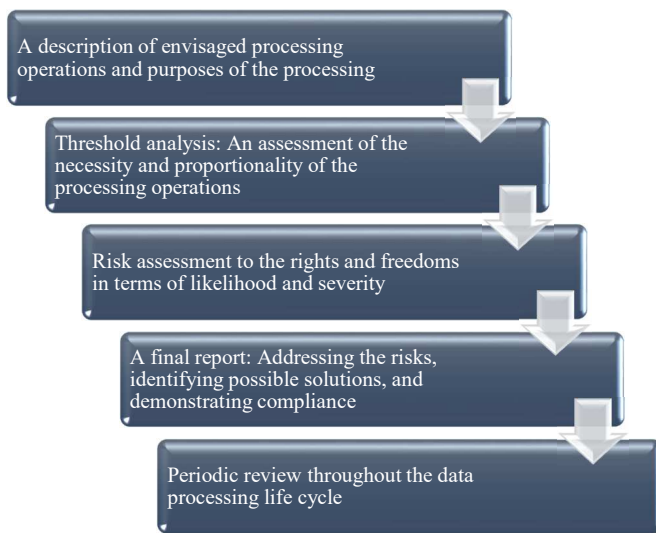 A description of envisaged processing
operations and purposes of the processing
Threshold analysis: An assessment of the
necessity and proportionality of the
processing operations
Risk assessment to the rights and freedoms
in terms of likelihood and severity
A final report: Addressing the risks,
identifying possible solutions, and
demonstrating compliance
Periodic review throughout the data
processing life cycle